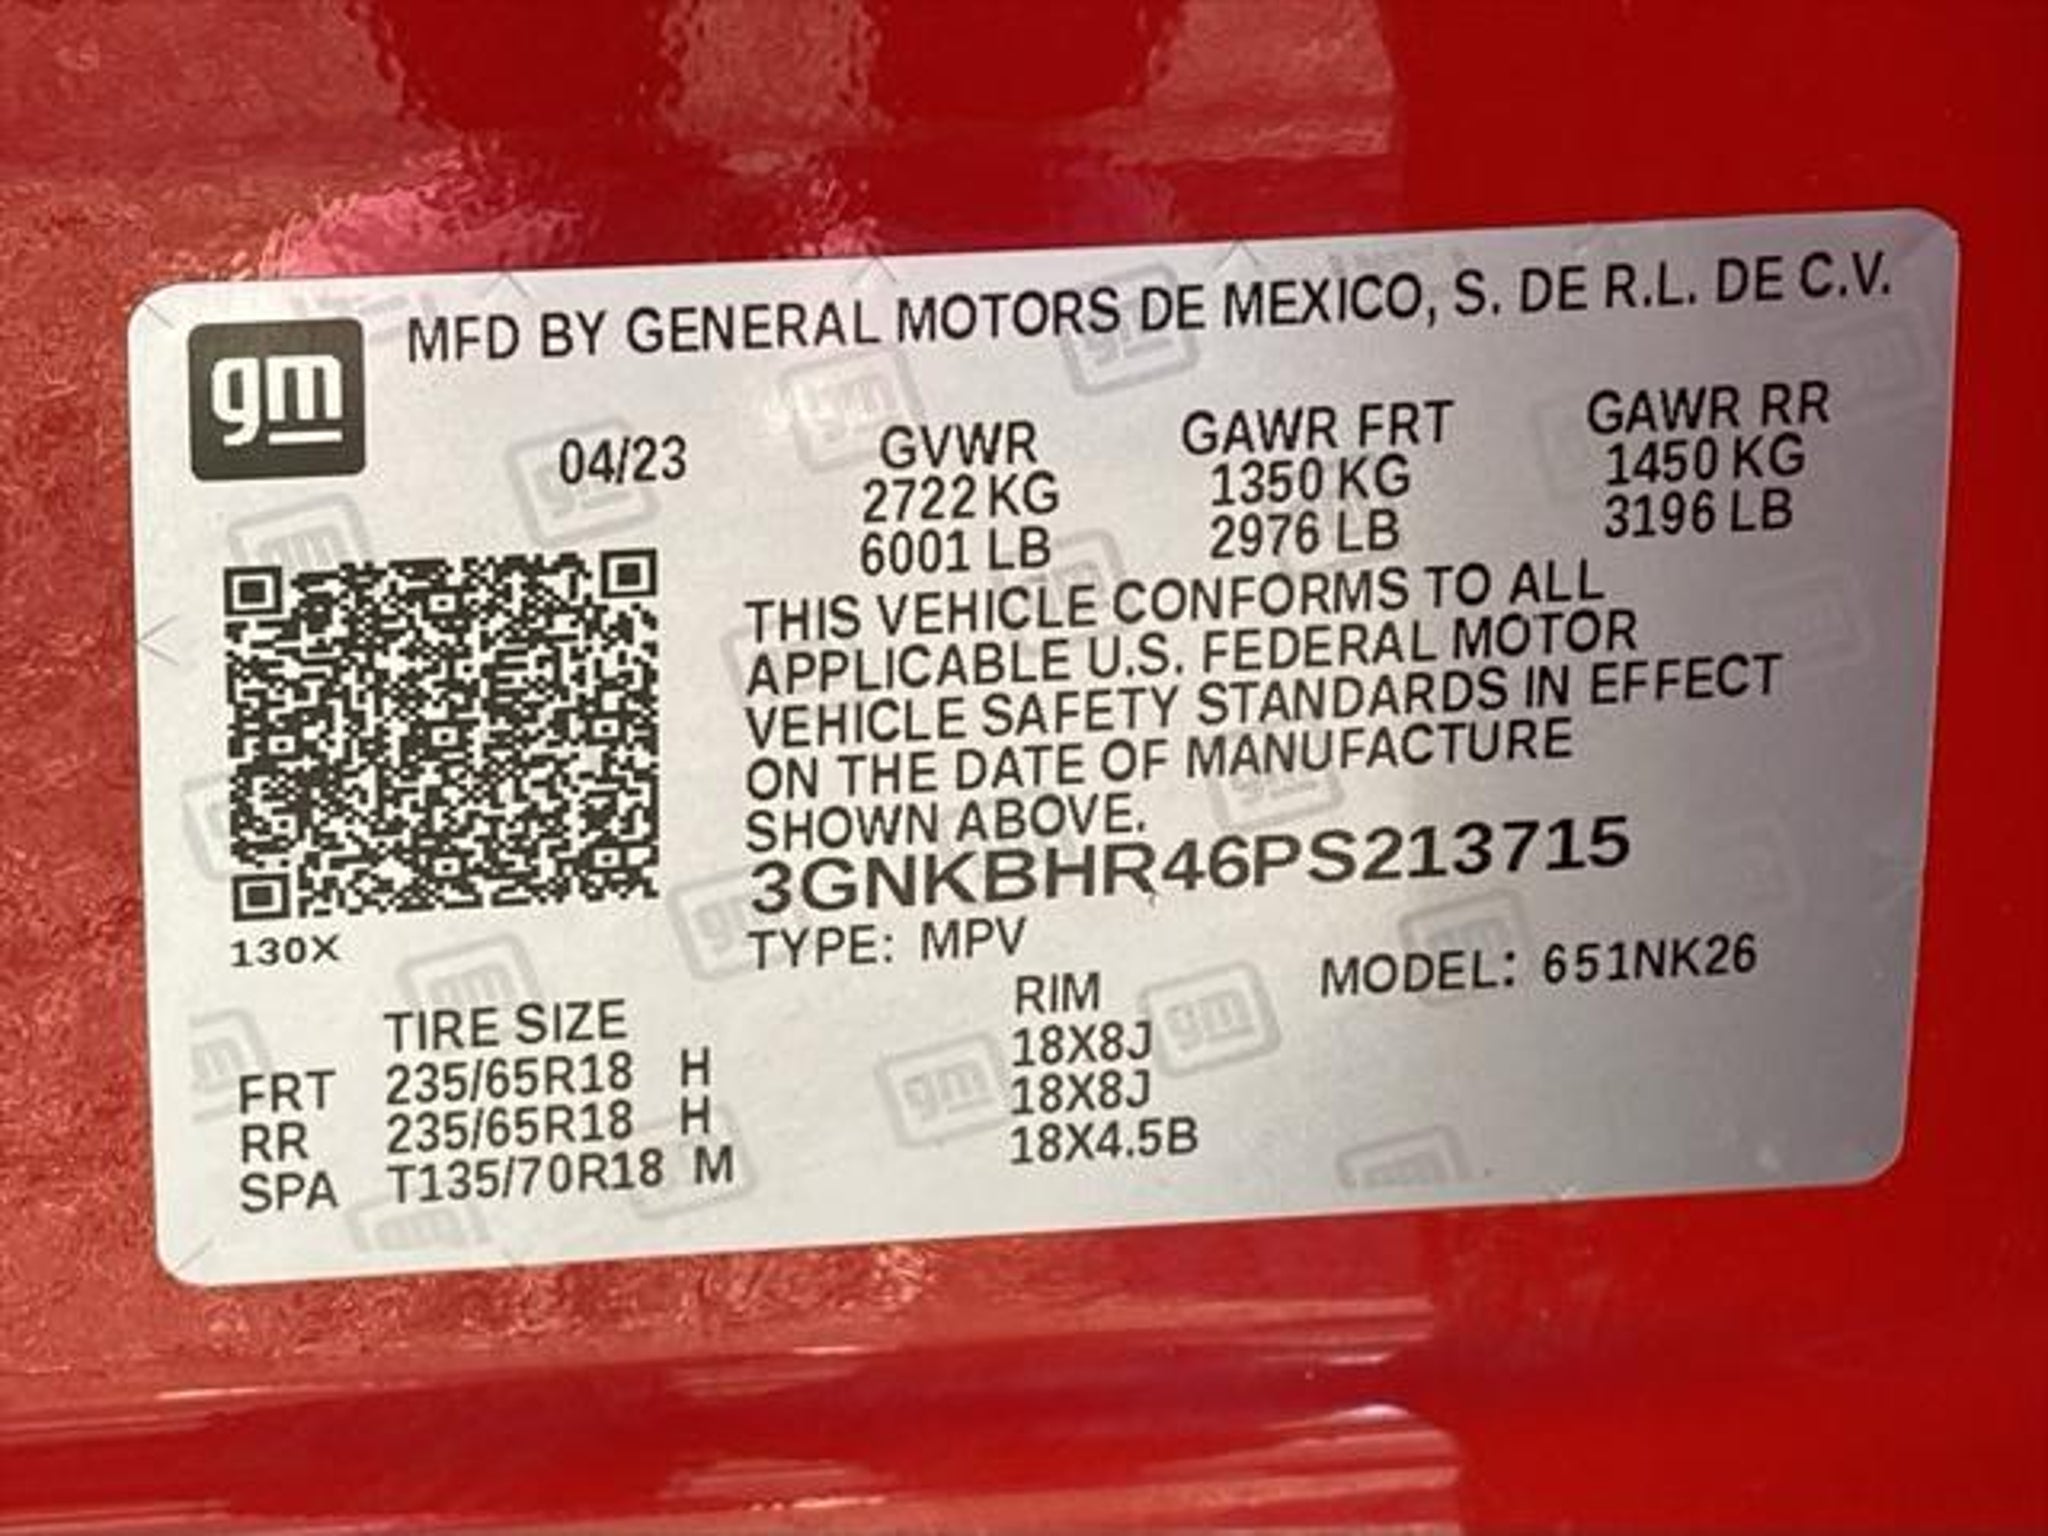 gm MFD BY GENERAL MOTORS DE MEXICO, S. DE R.L. DE C.V.
04/23 GVWR GAWR FRT GAWR RR
2722 KG 1350 KG 1450 KG
6001 LB 2976 LB 3196 LB
THIS VEHICLE CONFORMS TO ALL
APPLICABLE U.S. FEDERAL MOTOR
VEHICLE SAFETY STANDARDS IN EFFECT
ON THE DATE OF MANUFACTURE
SHOWN ABOVE.
3GNKBHR46PS213715
130X
TYPE: MPV MODEL: 651NK26
TIRE SIZE RIM
FRT 235/65R18 H 18X8J
RR 235/65R18 H 18X8J
SPA T135/70R18 M 18X4.5B